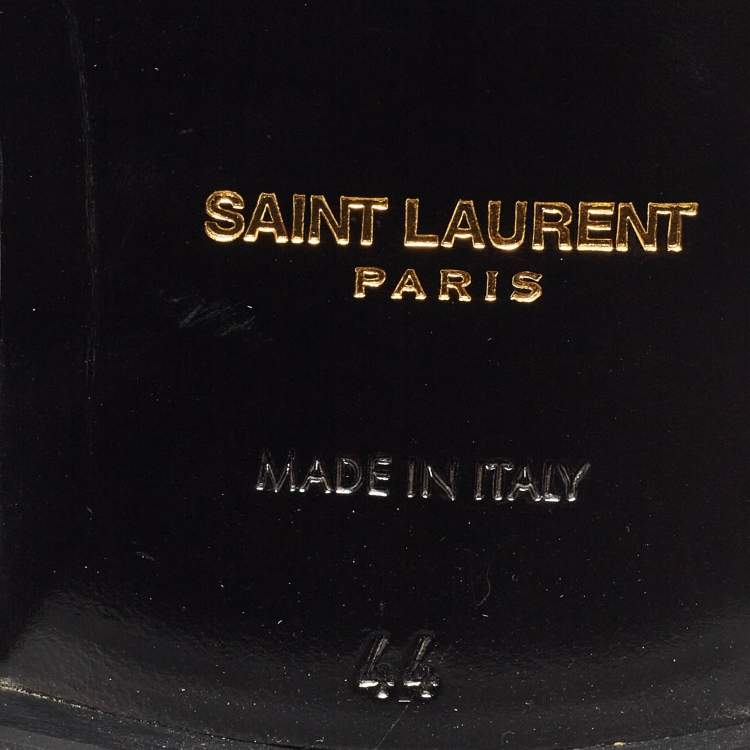 SAINT LAURENT
PARIS
MADE IN ITALY
44